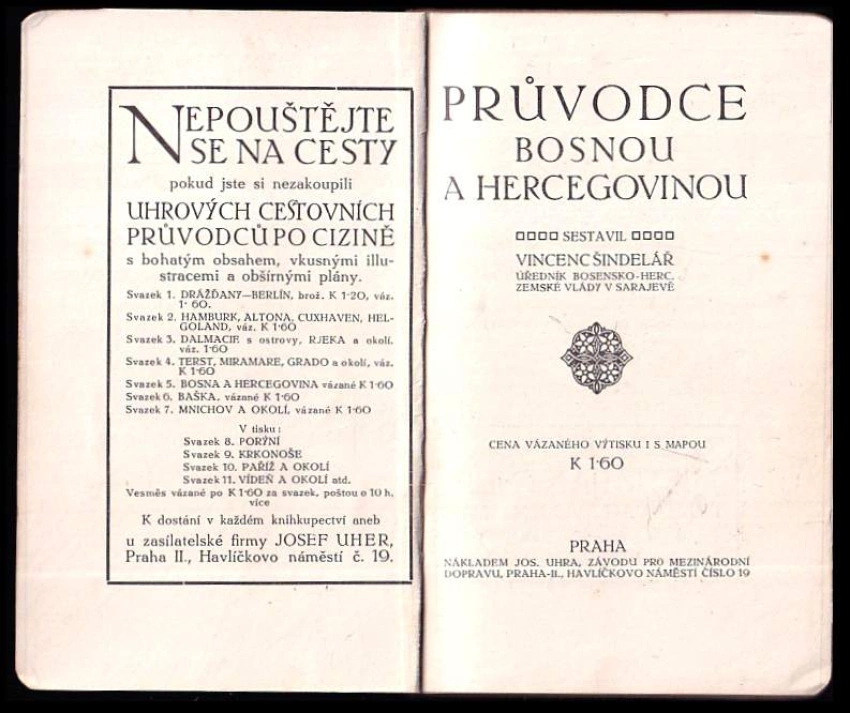 NEPOUŠTĚJTE
SE NA CESTY
pokud jste si nezakoupili
UHROVÝCH CESTOVNÍCH
PRŮVODCŮ PO CIZINĚ
s bohatým obsahem, vkusnými illu-
stracemi a obšírnými plány.
Svazek 1. DRÁŽĎANY—BERLÍN, brož. K 1·20, váz.
1· 60.
Svazek 2. HAMBURK, ALTONA, CUXHAVEN, HEL-
GOLAND, váz. K 1·60
Svazek 3. DALMACIE s ostrovy, RJEKA a okolí.
váz. 1·60
Svazek 4. TERST, MIRAMARE, GRADO a okolí, váz.
K 1·60
Svazek 5. BOSNA A HERCEGOVINA vázané K 1·60
Svazek 6. BAŠKA, vázané K 1·60
Svazek 7. MNICHOV A OKOLÍ, vázané K 1·60
V tisku:
Svazek 8. PORÝNÍ
Svazek 9. KRKONOŠE
Svazek 10. PAŘÍŽ A OKOLÍ
Svazek 11. VÍDEŇ A OKOLÍ atd.
Vesměs vázané po K 1·60 za svazek, poštou o 10 h.
více
K dostání v každém knihkupectví aneb
u zasílatelské firmy JOSEF UHER,
Praha II., Havlíčkovo náměstí č. 19.
PRŮVODCE
BOSNOU
A HERCEGOVINOU
SESTAVIL
VINCENC ŠINDELÁŘ
ÚŘEDNÍK BOSENSKO-HERC.
ZEMSKÉ VLÁDY V SARAJEVĚ
CENA VÁZANÉHO VÝTISKU I S MAPOU
K 1·60
PRAHA
NÁKLADEM JOS. UHRA, ZÁVODU PRO MEZINÁRODNÍ
DOPRAVU, PRAHA-II., HAVLÍČKOVO NÁMĚSTÍ ČÍSLO 19